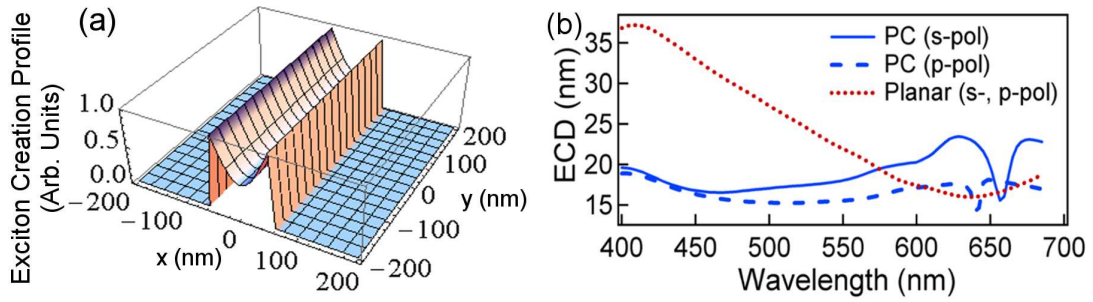 (a)
Exciton Creation Profile
(Arb. Units)
1.0
0.5
0.0
−200
−100
0
100
200
x (nm)
200
100
0
−100
−200
y (nm)
(b)
ECD (nm)
35
30
25
20
15
PC (s-pol)
PC (p-pol)
Planar (s-, p-pol)
400 450 500 550 600 650 700
Wavelength (nm)